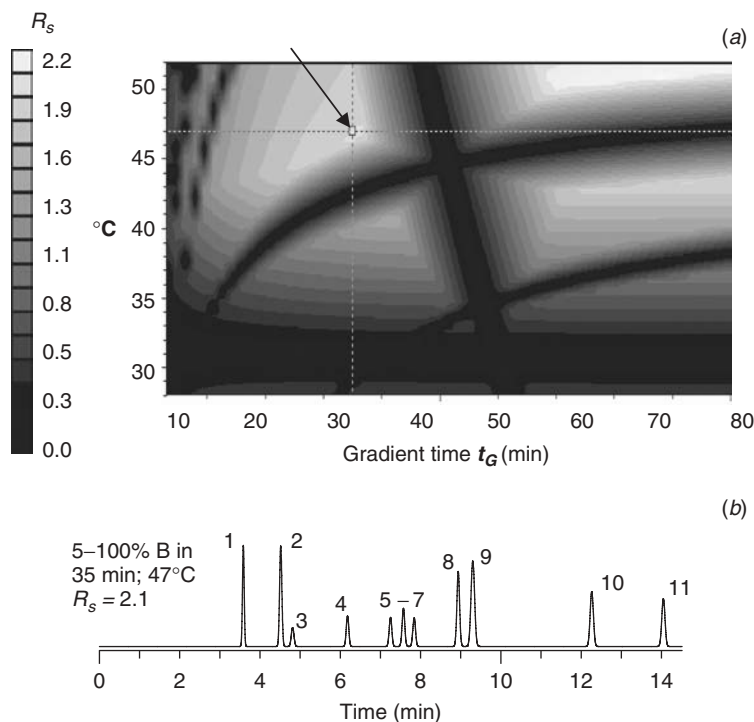 Rs
(a)
2.2
1.9
1.6
1.3
1.1
0.8
0.5
0.3
0.0
°C
50
45
40
35
30
10 20 30 40 50 60 70 80
Gradient time tG (min)
(b)
5–100% B in
35 min; 47°C
Rs = 2.1
1 2 3 4 5 –7 8 9 10 11
0 2 4 6 8 10 12 14
Time (min)